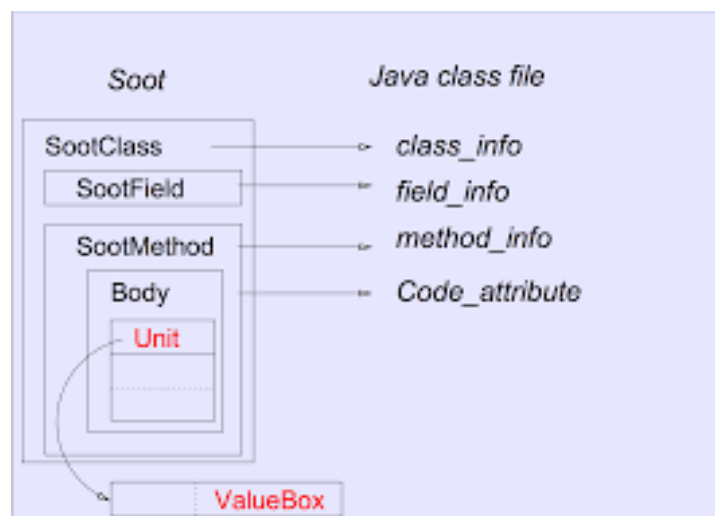 Soot Java class file
SootClass class_info
SootField field_info
SootMethod method_info
Body Code_attribute
Unit
ValueBox